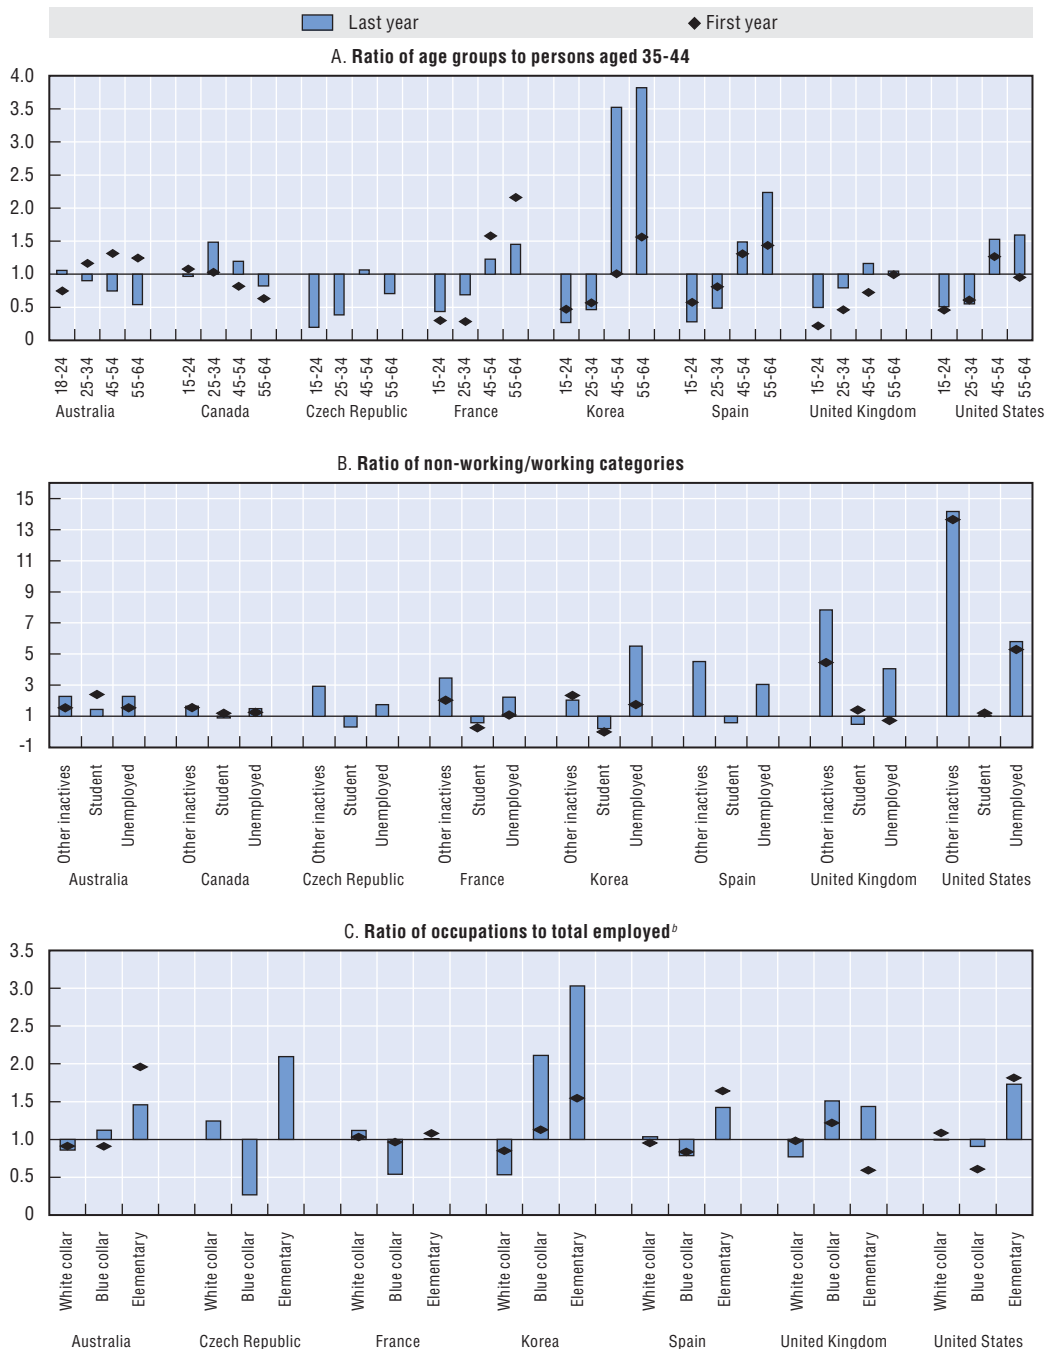 Last year First year
A. Ratio of age groups to persons aged 35-44
4.0
3.5
3.0
2.5
2.0
1.5
1.0
0.5
0
18-24 25-34 45-54 55-64 15-24 25-34 45-54 55-64 15-24 25-34 45-54 55-64 15-24 25-34 45-54 55-64 15-24 25-34 45-54 55-64 15-24 25-34 45-54 55-64 15-24 25-34 45-54 55-64 15-24 25-34 45-54 55-64
Australia Canada Czech Republic France Korea Spain United Kingdom United States
B. Ratio of non-working/working categories
15
13
11
9
7
5
3
1
-1
Other inactives Student Unemployed Other inactives Student Unemployed Other inactives Student Unemployed Other inactives Student Unemployed Other inactives Student Unemployed Other inactives Student Unemployed Other inactives Student Unemployed Other inactives Student Unemployed
Australia Canada Czech Republic France Korea Spain United Kingdom United States
C. Ratio of occupations to total employed b
3.5
3.0
2.5
2.0
1.5
1.0
0.5
0
White collar Blue collar Elementary White collar Blue collar Elementary White collar Blue collar Elementary White collar Blue collar Elementary White collar Blue collar Elementary White collar Blue collar Elementary White collar Blue collar Elementary
Australia Czech Republic France Korea Spain United Kingdom United States